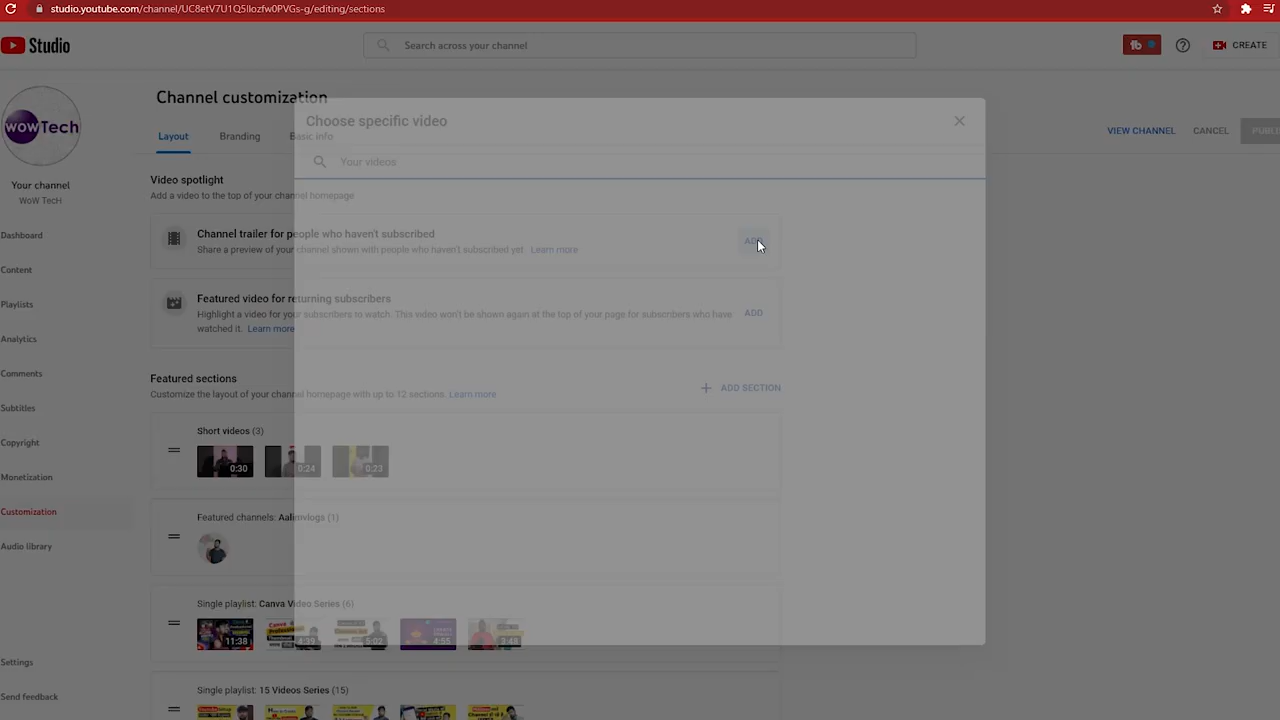 studio.youtube.com/channel/UC8etV7U1Q5IIozfw0PVGs-g/editing/sections
Studio
Search across your channel
CREATE
wowTech
Your channel
WoW TecH
Dashboard
Content
Playlists
Analytics
Comments
Subtitles
Copyright
Monetization
Customization
Audio library
Settings
Send feedback
Channel customization
Layout
Branding
Basic info
VIEW CHANNEL
CANCEL
Choose specific video
Your videos
Video spotlight
Add a video to the top of your channel homepage
Channel trailer for people who haven't subscribed
Share a preview of your channel shown with people who haven't subscribed yet Learn more
ADD
Featured video for returning subscribers
Highlight a video for your subscribers to watch. This video won't be shown again at the top of your page for subscribers who have
watched it. Learn more
ADD
Featured sections
Customize the layout of your channel homepage with up to 12 sections. Learn more
ADD SECTION
Short videos (3)
0:30
0:24
0:23
Featured channels: Aalimvlogs (1)
Single playlist: Canva Video Series (6)
11:38
4:39
5:02
4:55
3:48
Single playlist: 15 Videos Series (15)